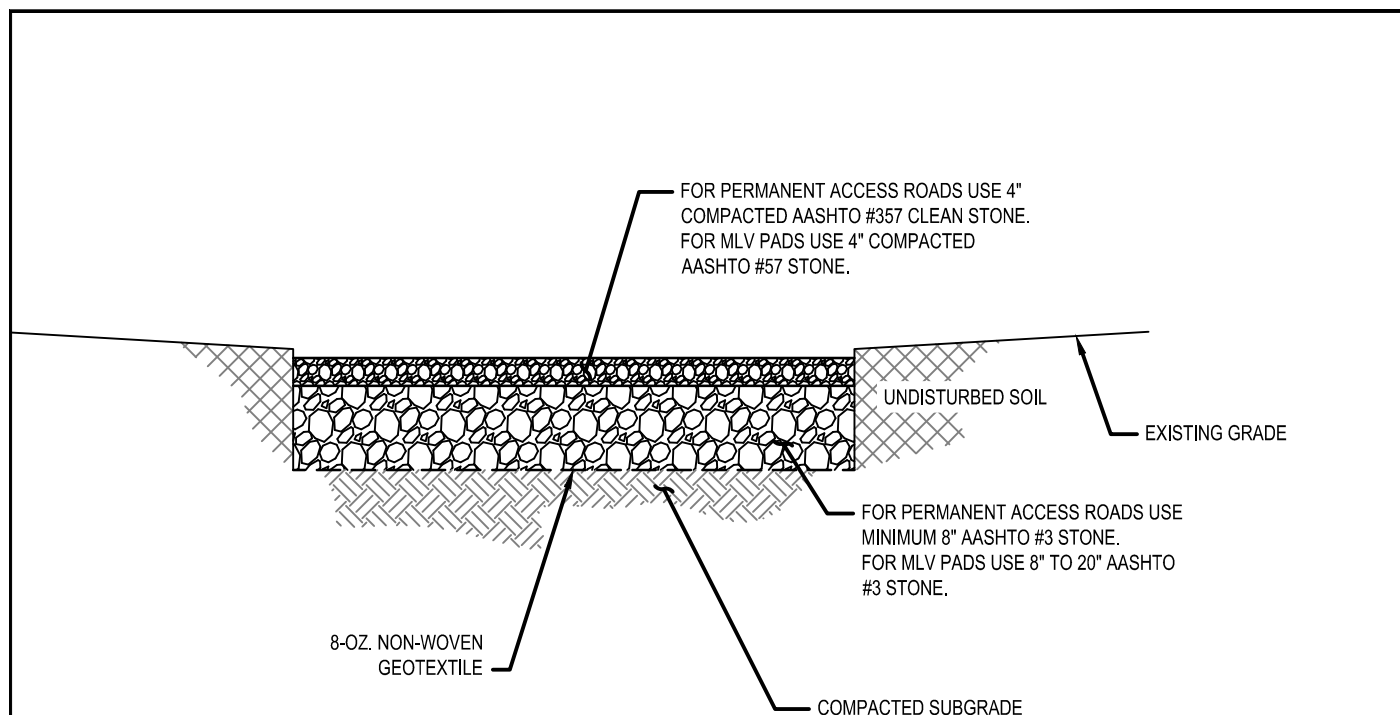 FOR PERMANENT ACCESS ROADS USE 4"
COMPACTED AASHTO #357 CLEAN STONE.
FOR MLV PADS USE 4" COMPACTED
AASHTO #57 STONE.
UNDISTURBED SOIL
EXISTING GRADE
FOR PERMANENT ACCESS ROADS USE
MINIMUM 8" AASHTO #3 STONE.
FOR MLV PADS USE 8" TO 20" AASHTO
#3 STONE.
8-OZ. NON-WOVEN
GEOTEXTILE
COMPACTED SUBGRADE